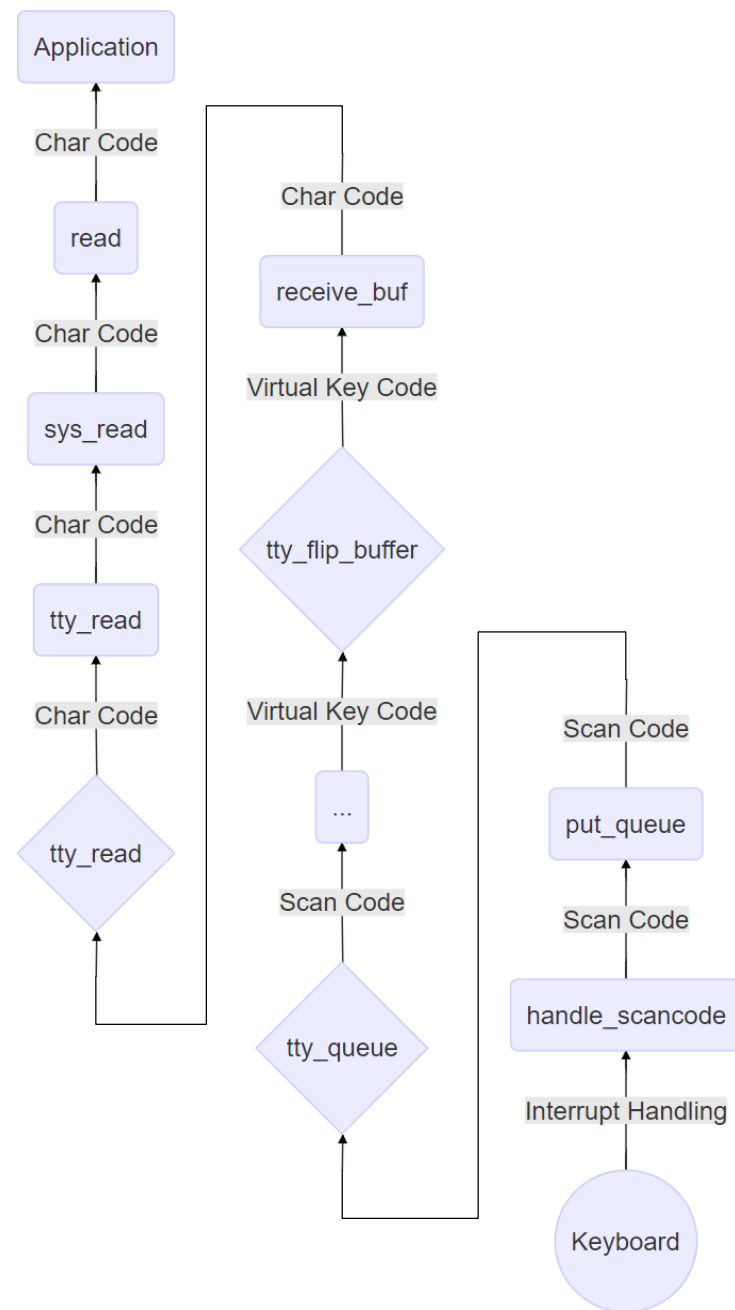 Application
Char Code
read
Char Code
sys_read
Char Code
tty_read
Char Code
tty_read
Char Code
receive_buf
Virtual Key Code
tty_flip_buffer
Virtual Key Code
...
Scan Code
tty_queue
Scan Code
put_queue
Scan Code
handle_scancode
Interrupt Handling
Keyboard